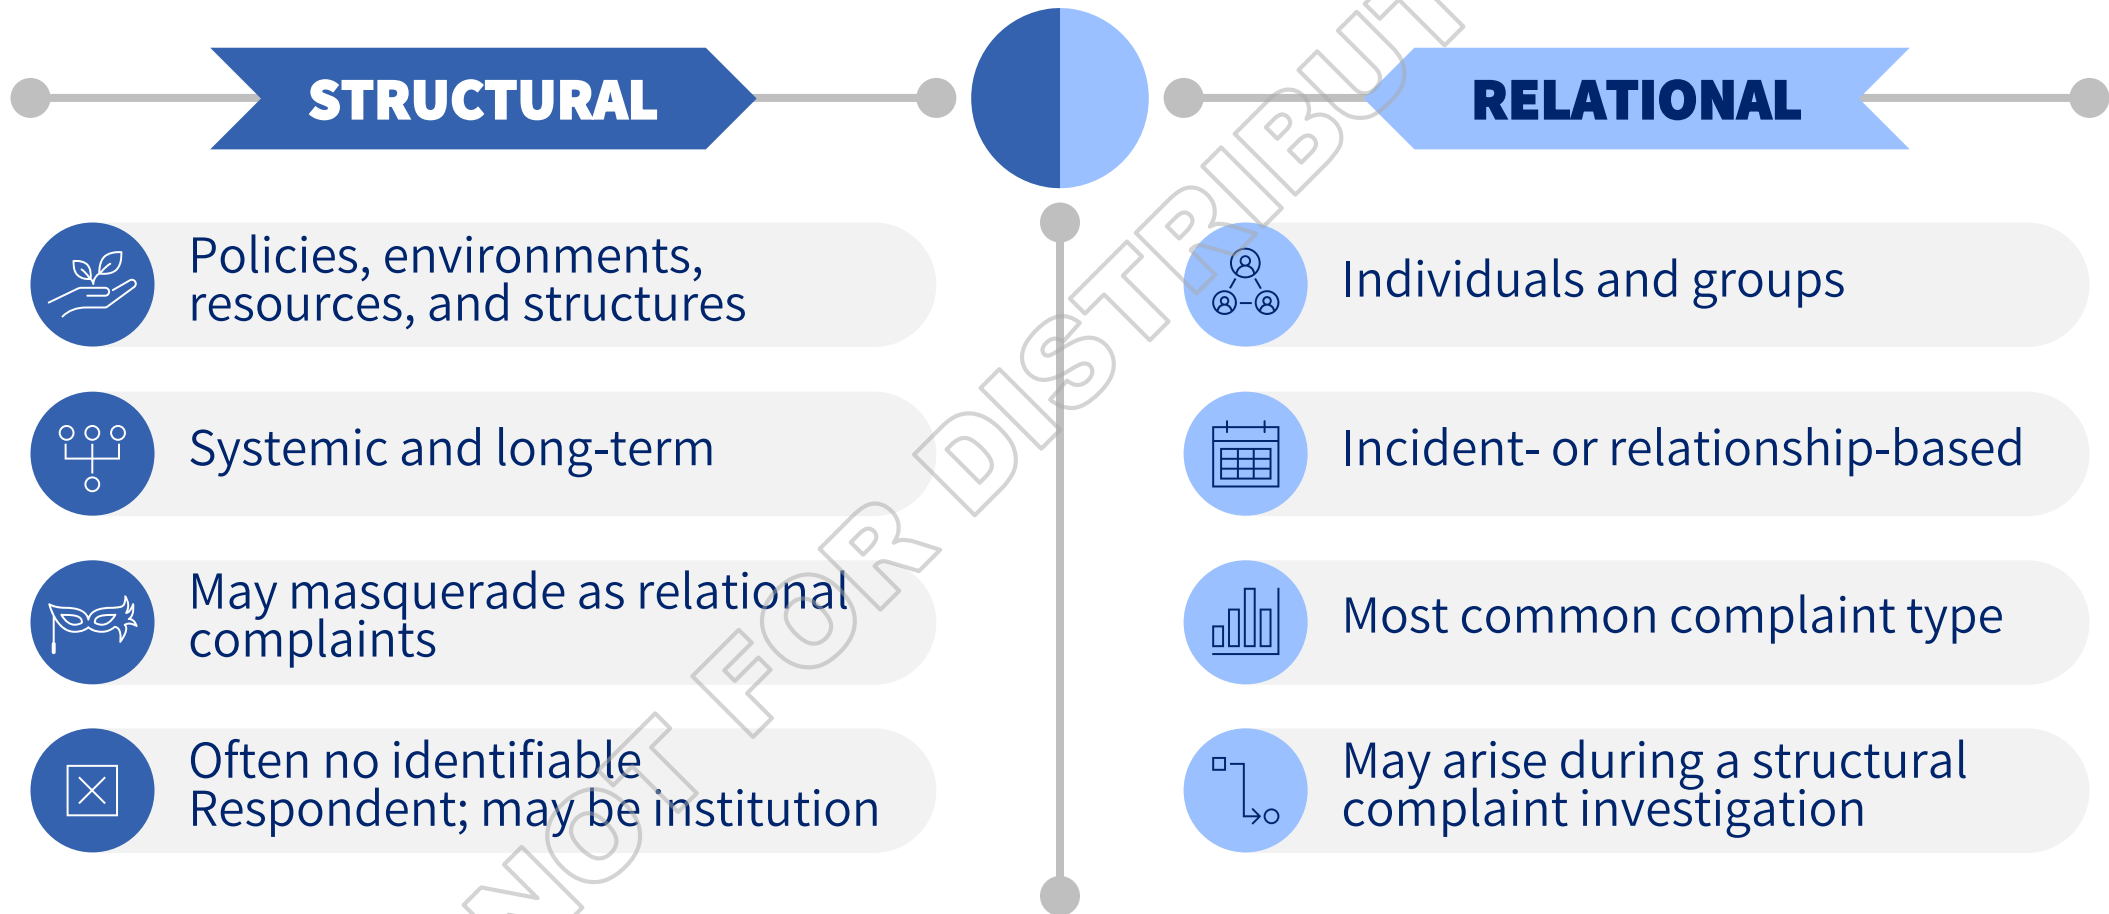 STRUCTURAL
Policies, environments,
resources, and structures
Systemic and long-term
May masquerade as relational
complaints
Often no identifiable
Respondent; may be institution
RELATIONAL
Individuals and groups
Incident- or relationship-based
Most common complaint type
May arise during a structural
complaint investigation
NOT FOR DISTRIBUT